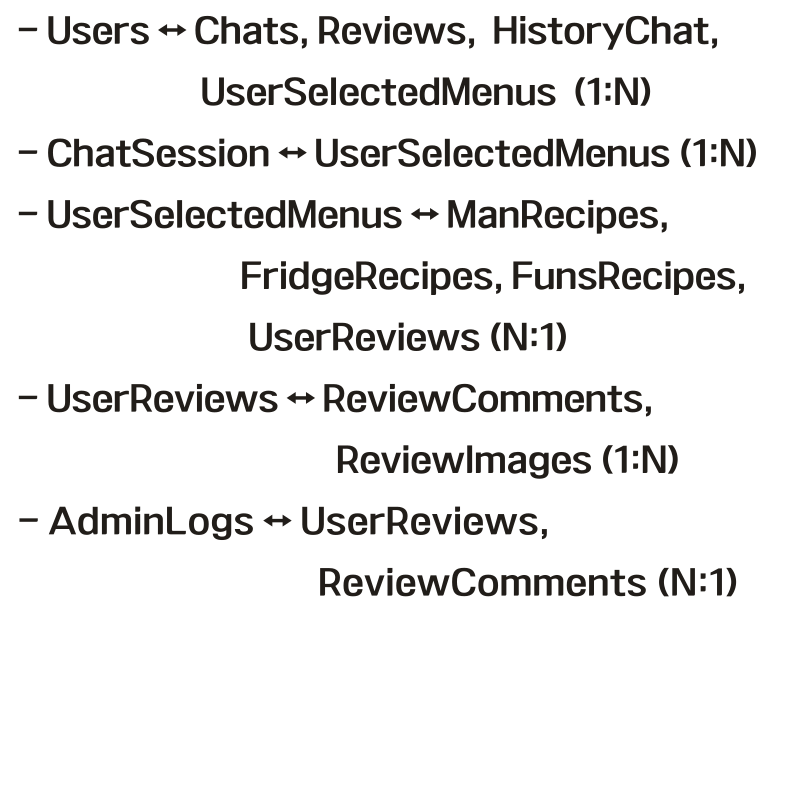 – Users ↔ Chats, Reviews, HistoryChat,
UserSelectedMenus (1:N)
– ChatSession ↔ UserSelectedMenus (1:N)
– UserSelectedMenus ↔ ManRecipes,
FridgeRecipes, FunsRecipes,
UserReviews (N:1)
– UserReviews ↔ ReviewComments,
ReviewImages (1:N)
– AdminLogs ↔ UserReviews,
ReviewComments (N:1)